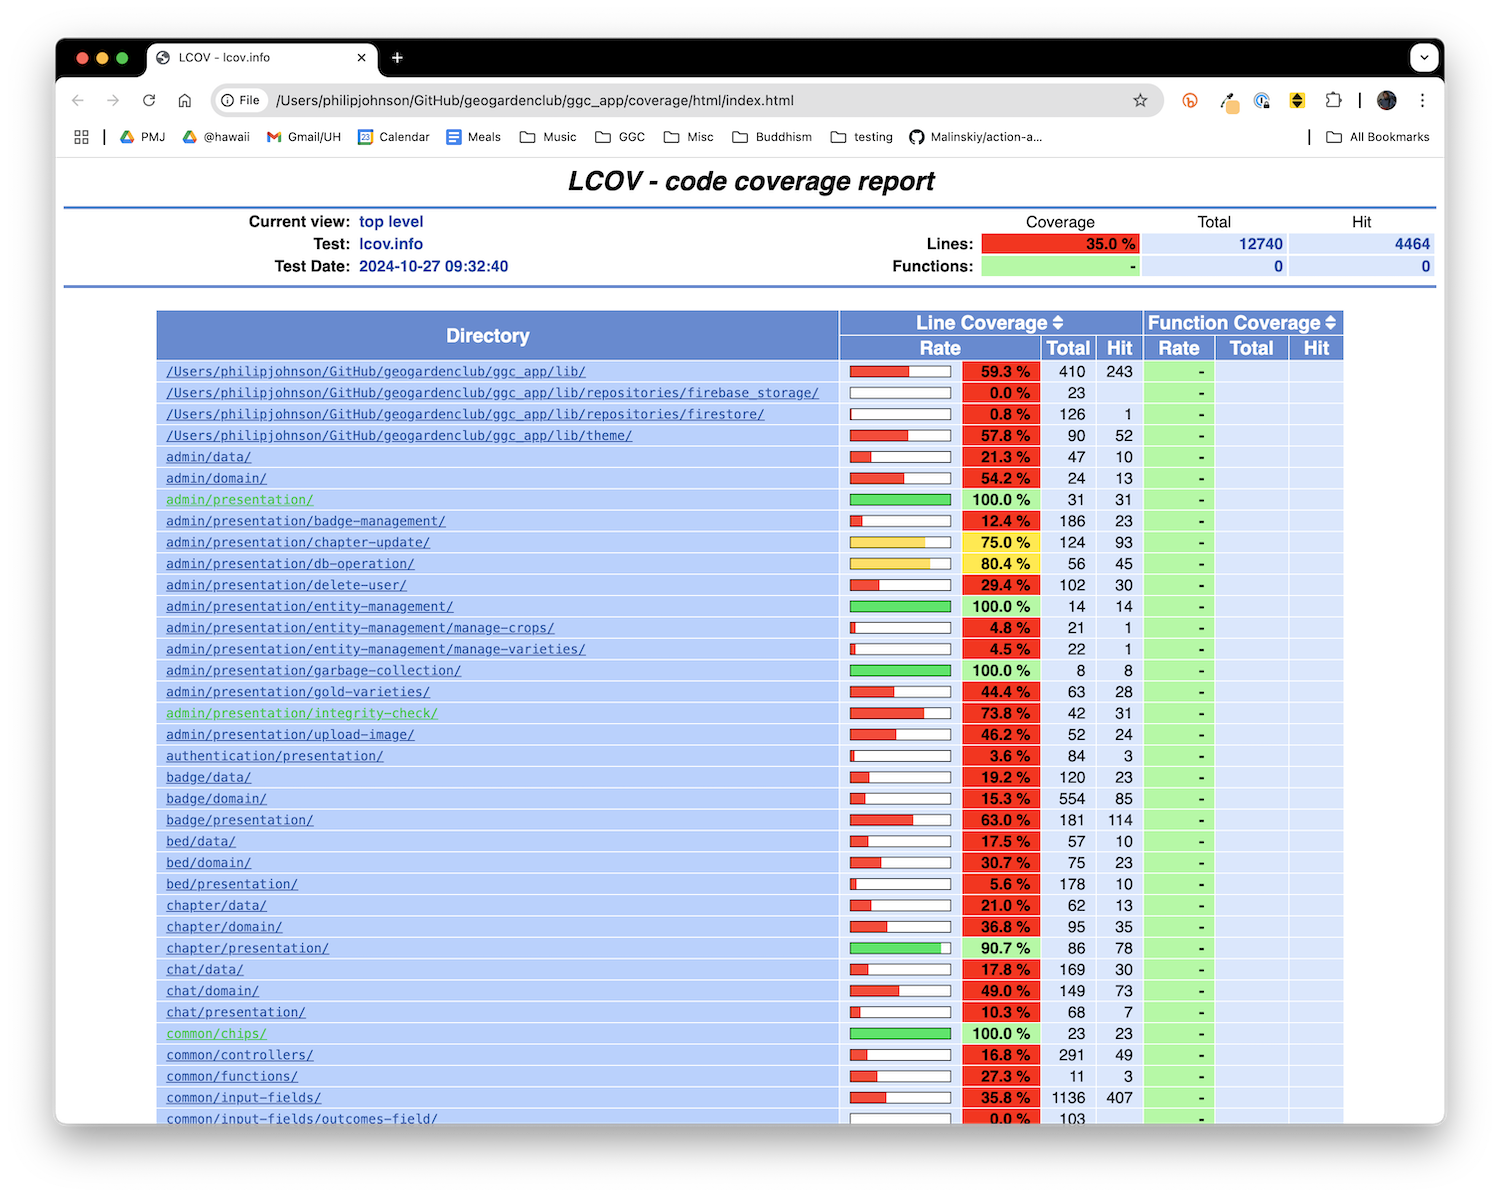 LCOV - lcov.info
File /Users/philipjohnson/GitHub/geogardenclub/ggc_app/coverage/html/index.html
PMJ @hawaii Gmail/UH 23 Calendar Meals Music GGC Misc Buddhism testing Malinskiy/action-a... All Bookmarks
LCOV - code coverage report
Current view: top level Coverage Total Hit
Test: lcov.info Lines: 35.0 % 12740 4464
Test Date: 2024-10-27 09:32:40 Functions: - 0 0
Directory Line Coverage Function Coverage
Rate Total Hit Rate Total Hit
/Users/philipjohnson/GitHub/geogardenclub/ggc_app/lib/ 59.3 % 410 243 -
/Users/philipjohnson/GitHub/geogardenclub/ggc_app/lib/repositories/firebase_storage/ 0.0 % 23 -
/Users/philipjohnson/GitHub/geogardenclub/ggc_app/lib/repositories/firestore/ 0.8 % 126 1 -
/Users/philipjohnson/GitHub/geogardenclub/ggc_app/lib/theme/ 57.8 % 90 52 -
admin/data/ 21.3 % 47 10 -
admin/domain/ 54.2 % 24 13 -
admin/presentation/ 100.0 % 31 31 -
admin/presentation/badge-management/ 12.4 % 186 23 -
admin/presentation/chapter-update/ 75.0 % 124 93 -
admin/presentation/db-operation/ 80.4 % 56 45 -
admin/presentation/delete-user/ 29.4 % 102 30 -
admin/presentation/entity-management/ 100.0 % 14 14 -
admin/presentation/entity-management/manage-crops/ 4.8 % 21 1 -
admin/presentation/entity-management/manage-varieties/ 4.5 % 22 1 -
admin/presentation/garbage-collection/ 100.0 % 8 8 -
admin/presentation/gold-varieties/ 44.4 % 63 28 -
admin/presentation/integrity-check/ 73.8 % 42 31 -
admin/presentation/upload-image/ 46.2 % 52 24 -
authentication/presentation/ 3.6 % 84 3 -
badge/data/ 19.2 % 120 23 -
badge/domain/ 15.3 % 554 85 -
badge/presentation/ 63.0 % 181 114 -
bed/data/ 17.5 % 57 10 -
bed/domain/ 30.7 % 75 23 -
bed/presentation/ 5.6 % 178 10 -
chapter/data/ 21.0 % 62 13 -
chapter/domain/ 36.8 % 95 35 -
chapter/presentation/ 90.7 % 86 78 -
chat/data/ 17.8 % 169 30 -
chat/domain/ 49.0 % 149 73 -
chat/presentation/ 10.3 % 68 7 -
common/chips/ 100.0 % 23 23 -
common/controllers/ 16.8 % 291 49 -
common/functions/ 27.3 % 11 3 -
common/input-fields/ 35.8 % 1136 407 -
common/input-fields/outcomes-field/ 0.0 % 103 -